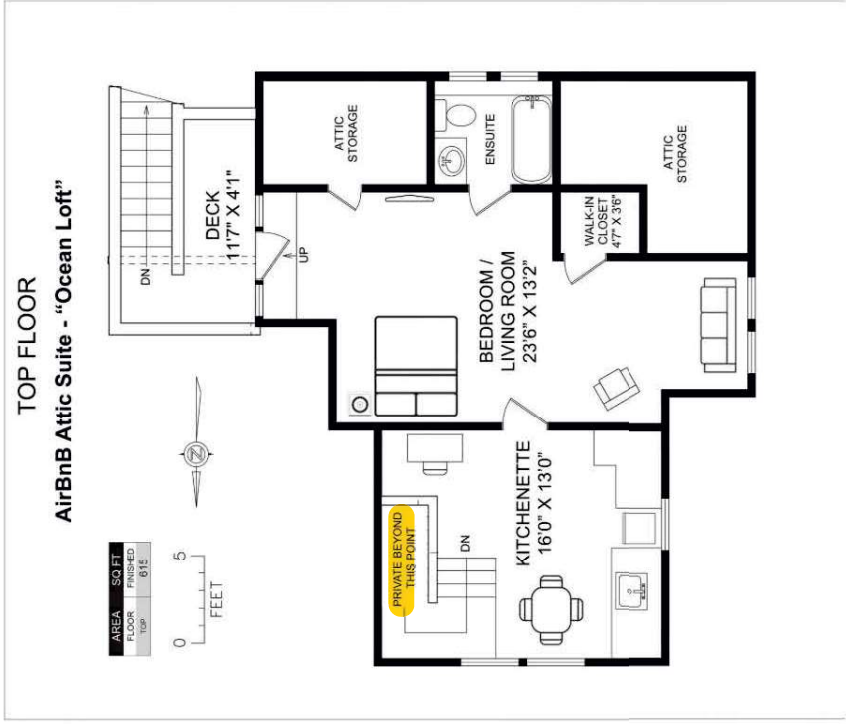 TOP FLOOR
AirBnB Attic Suite - “Ocean Loft”
AREA SQ FT
FLOOR FINISHED
TOP 615
0 5
FEET
N
DN
DECK
11'7" X 4'1"
UP
ATTIC
STORAGE
ENSUITE
ATTIC
STORAGE
WALK-IN
CLOSET
4'7" X 3'6"
BEDROOM /
LIVING ROOM
23'6" X 13'2"
KITCHENETTE
16'0" X 13'0"
PRIVATE BEYOND
THIS POINT
DN